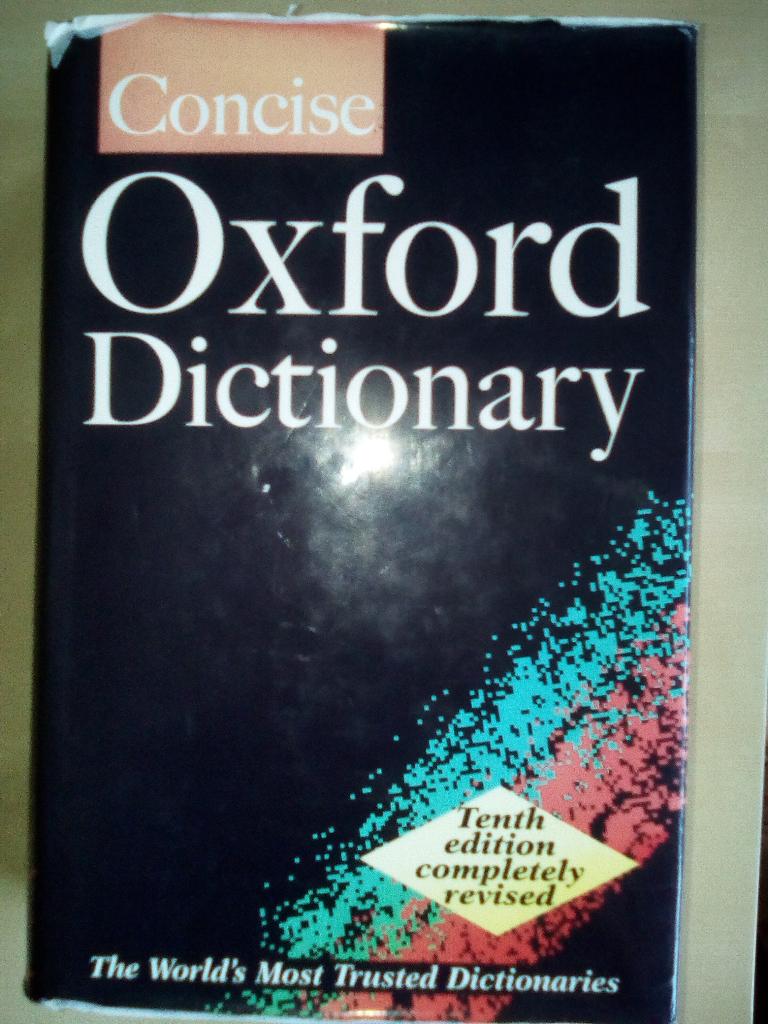 Concise
Oxford
Dictionary
Tenth
edition
completely
revised
The World's Most Trusted Dictionaries